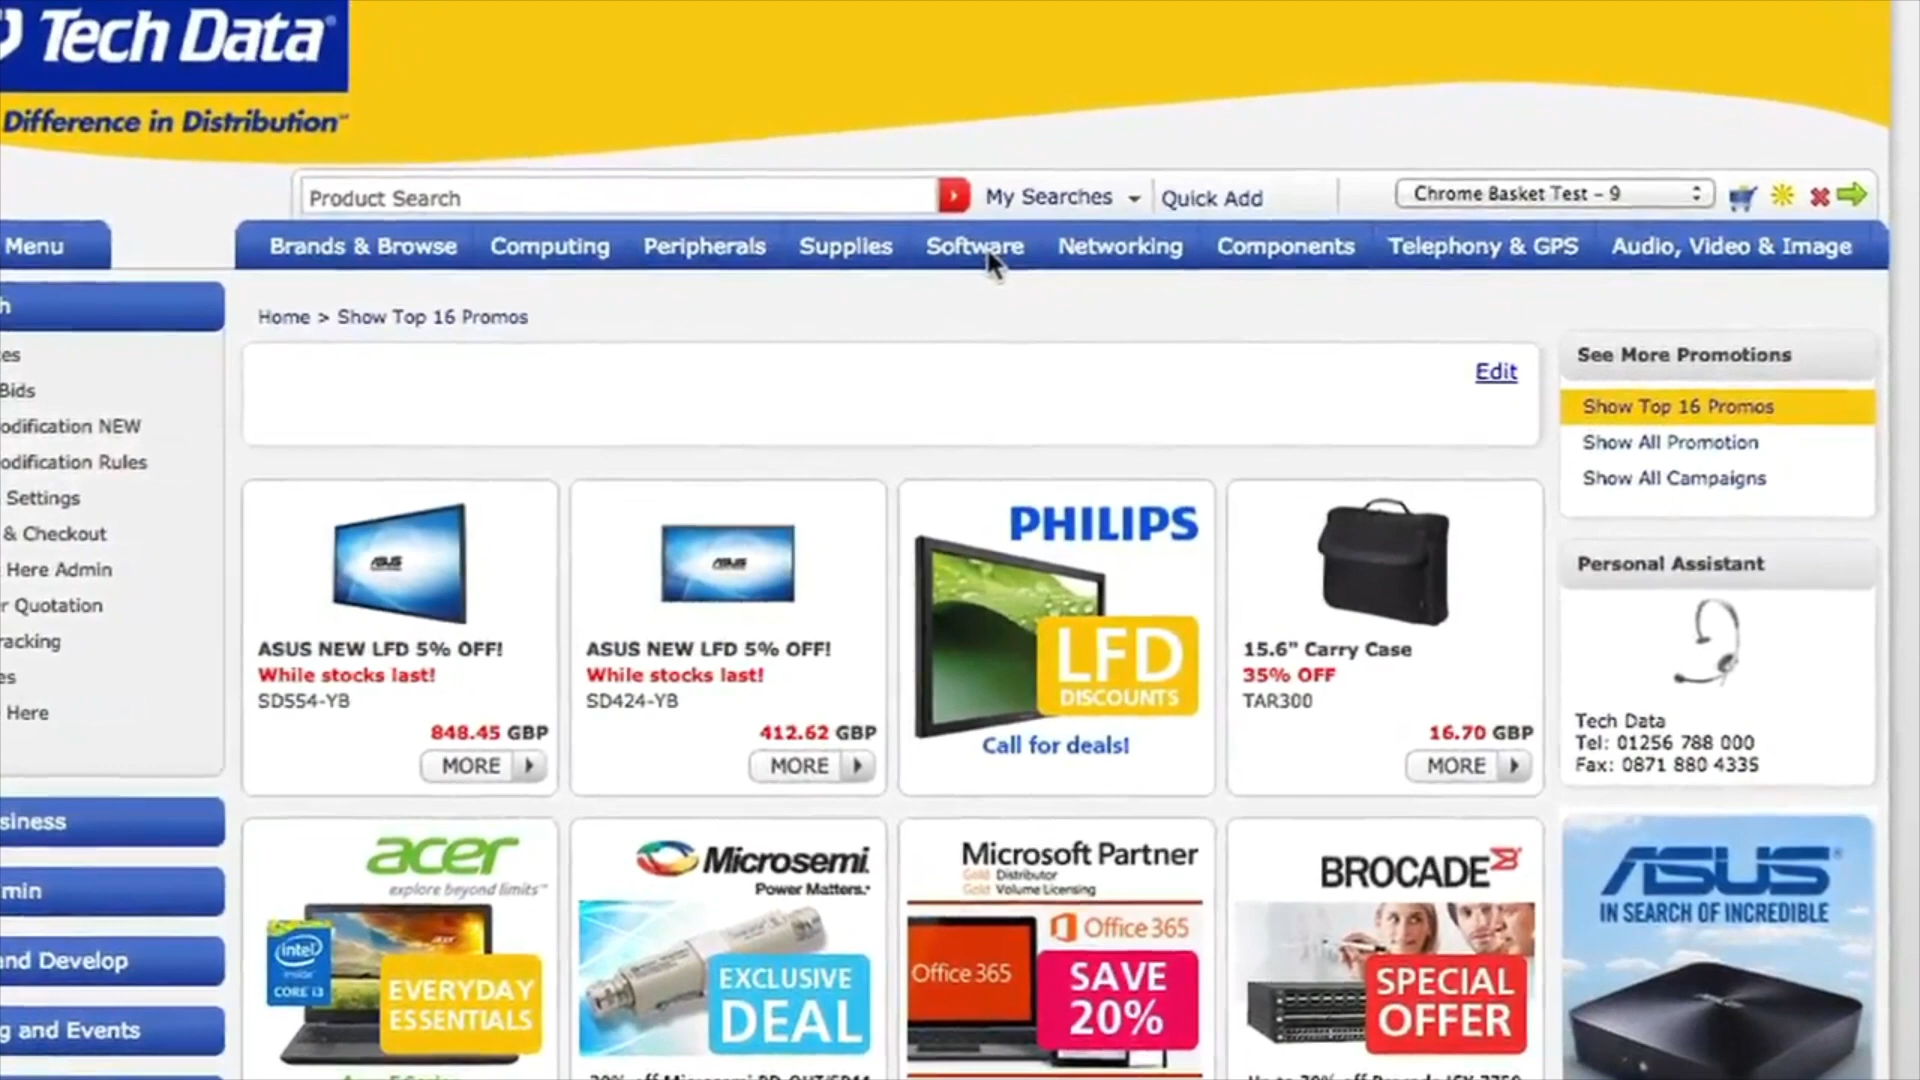 Tech Data
Difference in Distribution
Product Search
My Searches
Quick Add
Chrome Basket Test - 9
Menu
Brands & Browse
Computing
Peripherals
Supplies
Software
Networking
Components
Telephony & GPS
Audio, Video & Image
Home > Show Top 16 Promos
Edit
See More Promotions
Show Top 16 Promos
Show All Promotion
Show All Campaigns
Bids
odification NEW
odification Rules
Settings
& Checkout
Here Admin
r Quotation
racking
es
Here
siness
min
nd Develop
g and Events
ASUS
ASUS NEW LFD 5% OFF!
While stocks last!
SD554-YB
848.45 GBP
MORE
ASUS
ASUS NEW LFD 5% OFF!
While stocks last!
SD424-YB
412.62 GBP
MORE
PHILIPS
LFD
DISCOUNTS
Call for deals!
15.6" Carry Case
35% OFF
TAR300
16.70 GBP
MORE
Personal Assistant
Tech Data
Tel: 01256 788 000
Fax: 0871 880 4335
acer
explore beyond limits™
intel
inside
CORE i3
EVERYDAY
ESSENTIALS
Microsemi.
Power Matters.
EXCLUSIVE
DEAL
Microsoft Partner
Gold Distributor
Gold Volume Licensing
Office 365
Office 365
SAVE
20%
BROCADE
SPECIAL
OFFER
ASUS
IN SEARCH OF INCREDIBLE